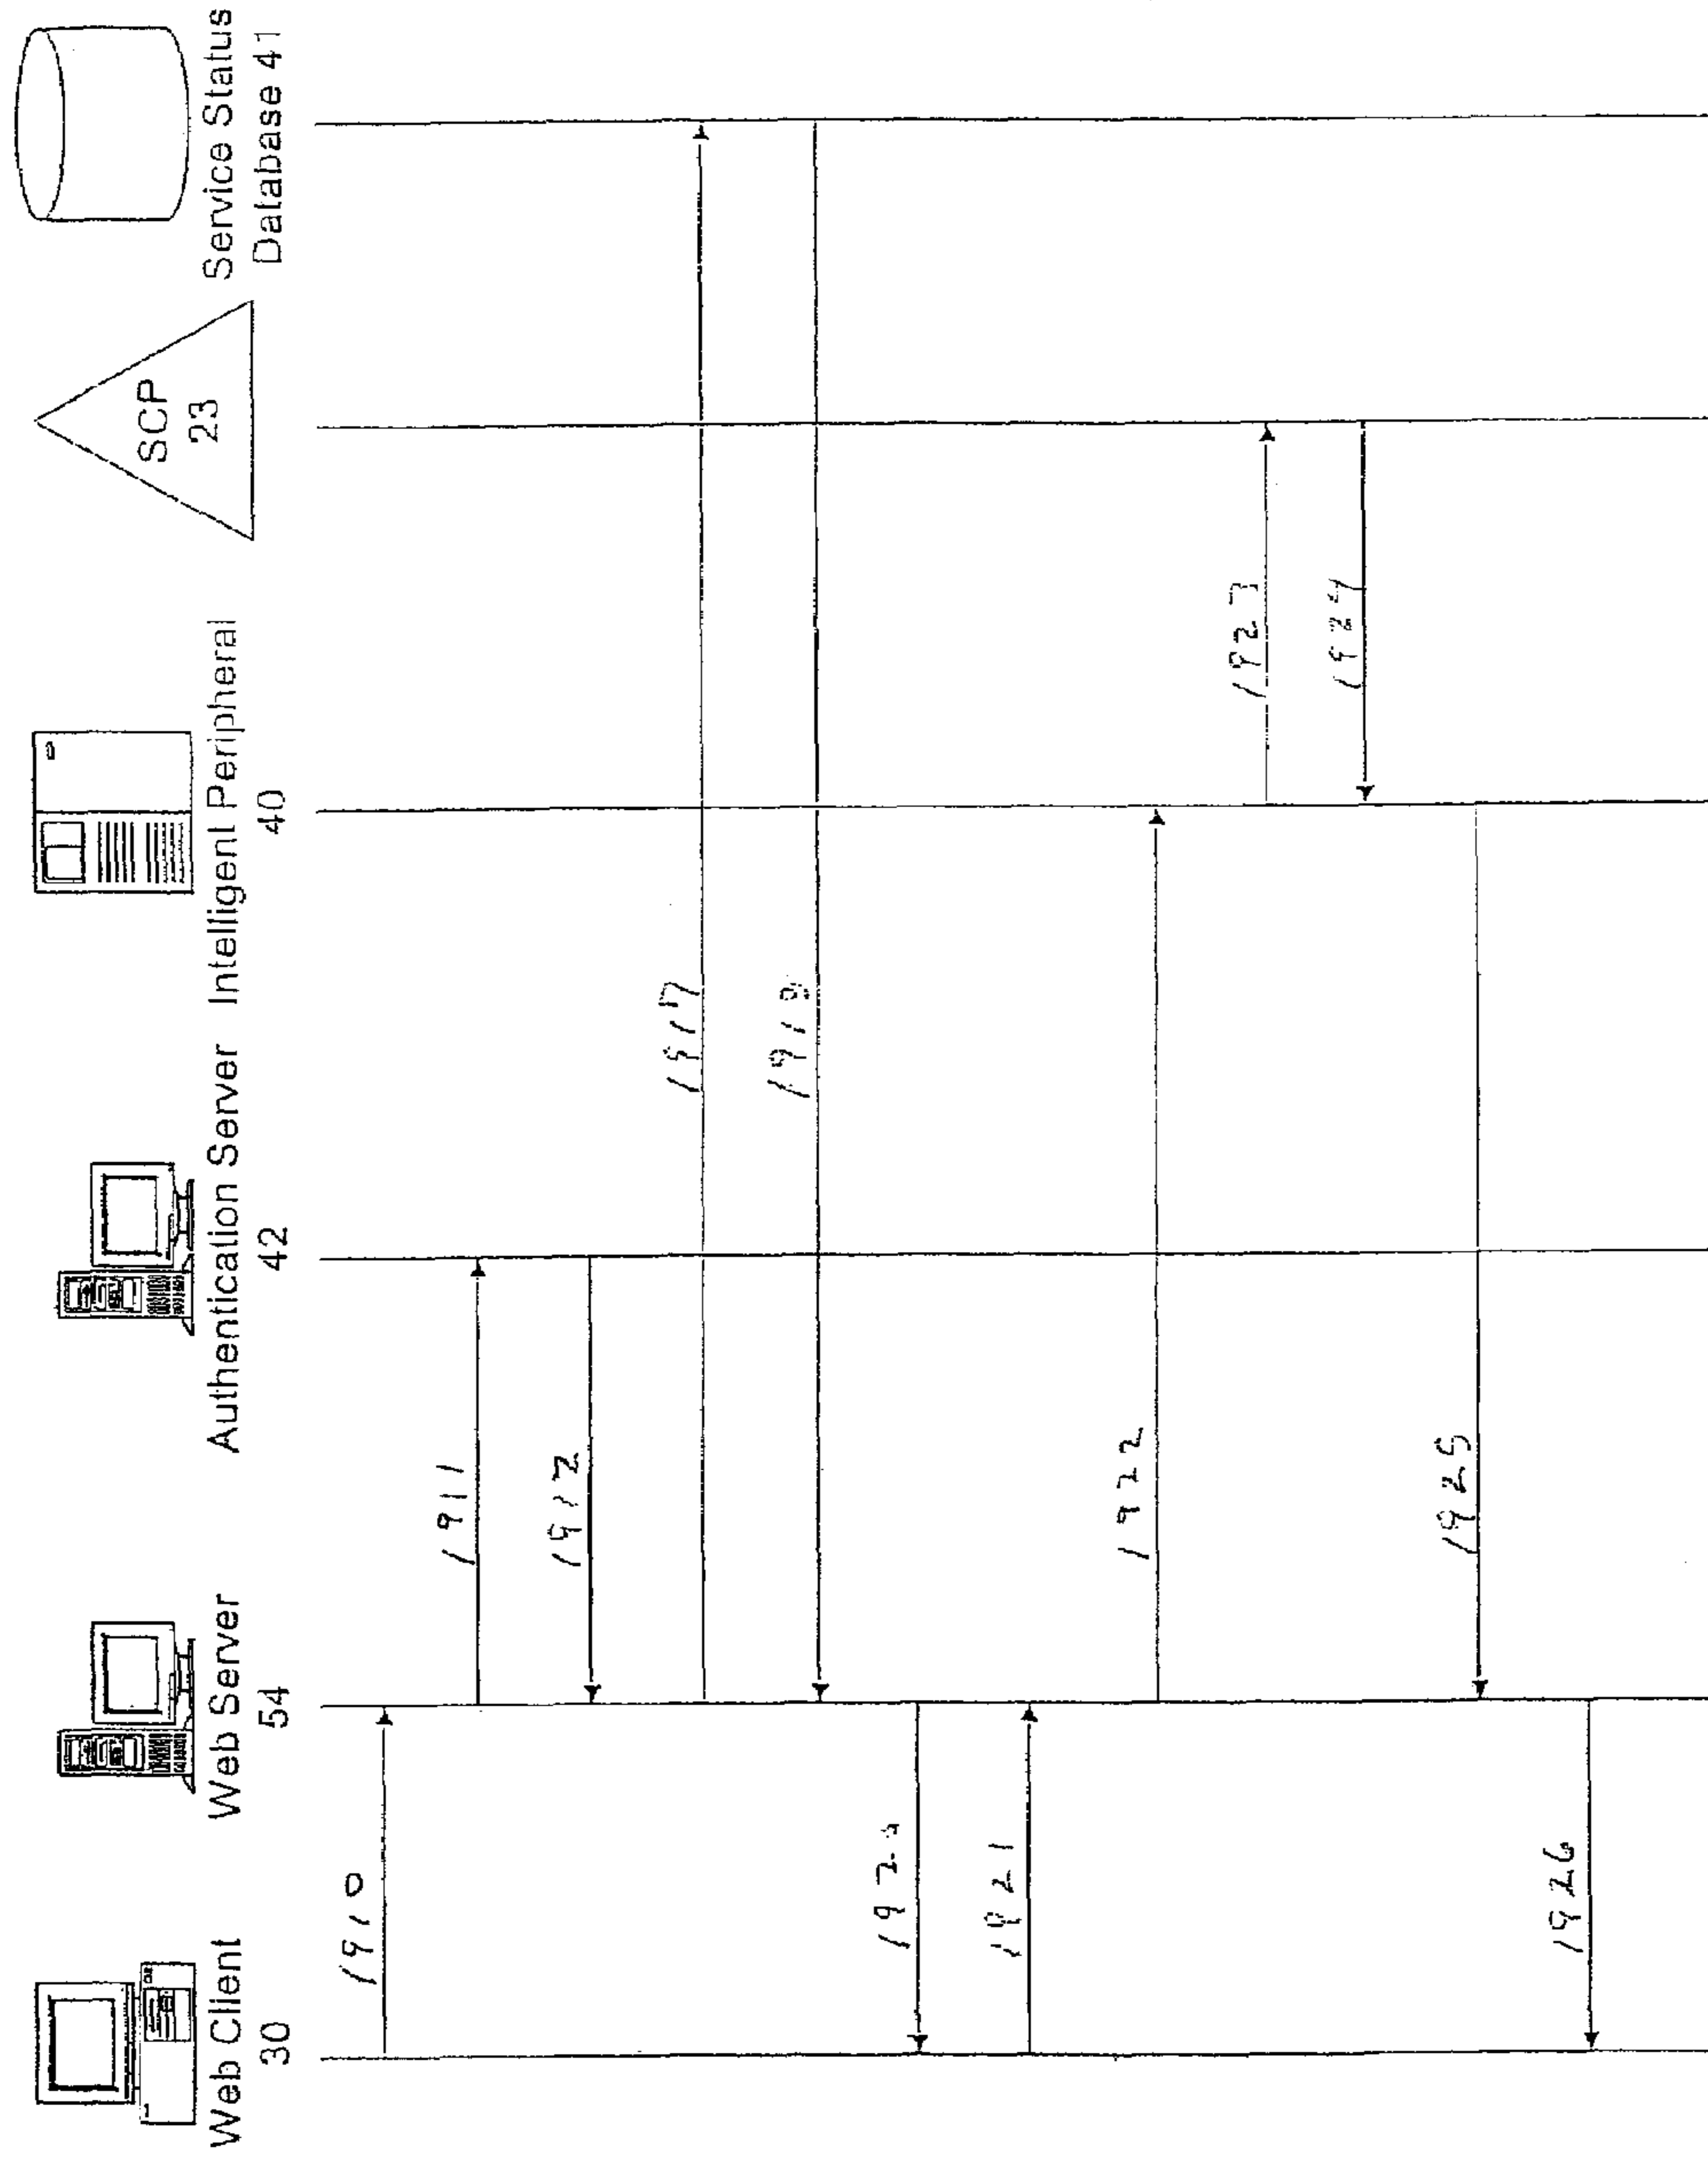 Web Client
30
Web Server
54
Authentication Server
42
Intelligent Peripheral
40
SCP
23
Service Status
Database 41
1910
1911
1912
1917
1919
1920
1921
1922
1923
1924
1925
1926